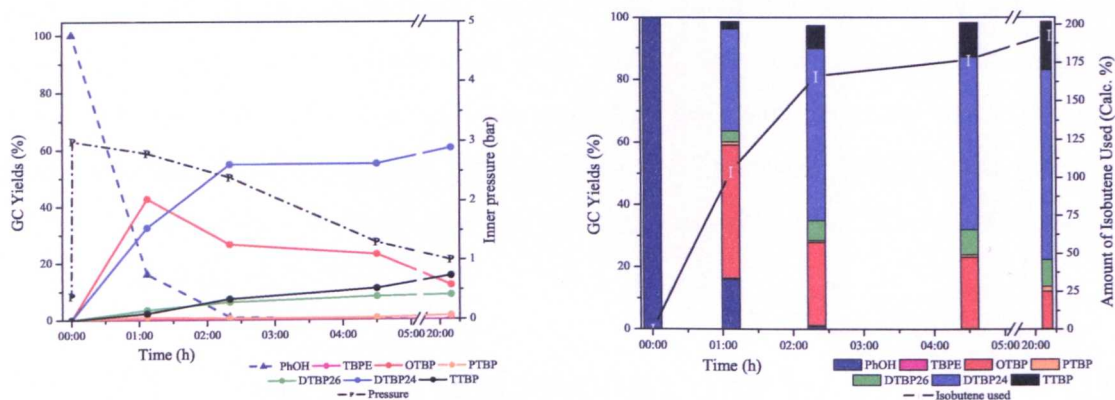 100
80
60
40
20
0
GC Yields (%)
5
4
3
2
1
0
Inner pressure (bar)
00:00 01:00 02:00 03:00 04:00 05:00 20:00
Time (h)
PhOH TBPE OTBP PTBP
DTBP26 DTBP24 TTBP
P Pressure
100
80
60
40
20
0
GC Yields (%)
200
175
150
125
100
75
50
25
0
Amount of Isobutene Used (Calc. %)
00:00 01:00 02:00 03:00 04:00 05:00 20:00
Time (h)
PhOH TBPE OTBP PTBP
DTBP26 DTBP24 TTBP
I Isobutene used